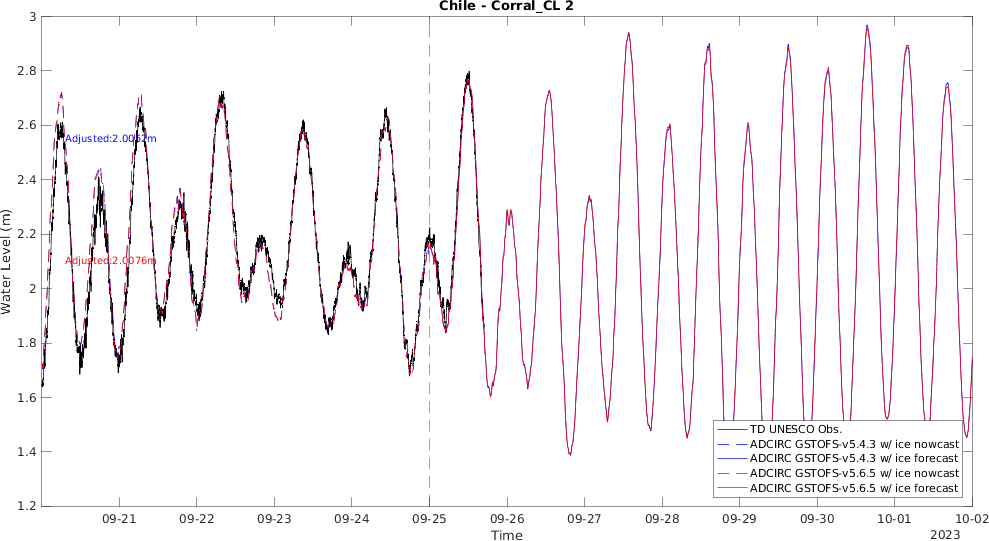 Chile - Corral_CL 2
3
2.8
2.6
2.4
2.2
2
1.8
1.6
1.4
1.2
Water Level (m)
Adjusted:2.0052m
Adjusted:2.0076m
TD UNESCO Obs.
ADCIRC GSTOFS-v5.4.3 w/ ice nowcast
ADCIRC GSTOFS-v5.4.3 w/ ice forecast
ADCIRC GSTOFS-v5.6.5 w/ ice nowcast
ADCIRC GSTOFS-v5.6.5 w/ ice forecast
09-21 09-22 09-23 09-24 09-25 09-26 09-27 09-28 09-29 09-30 10-01 10-02
Time
2023